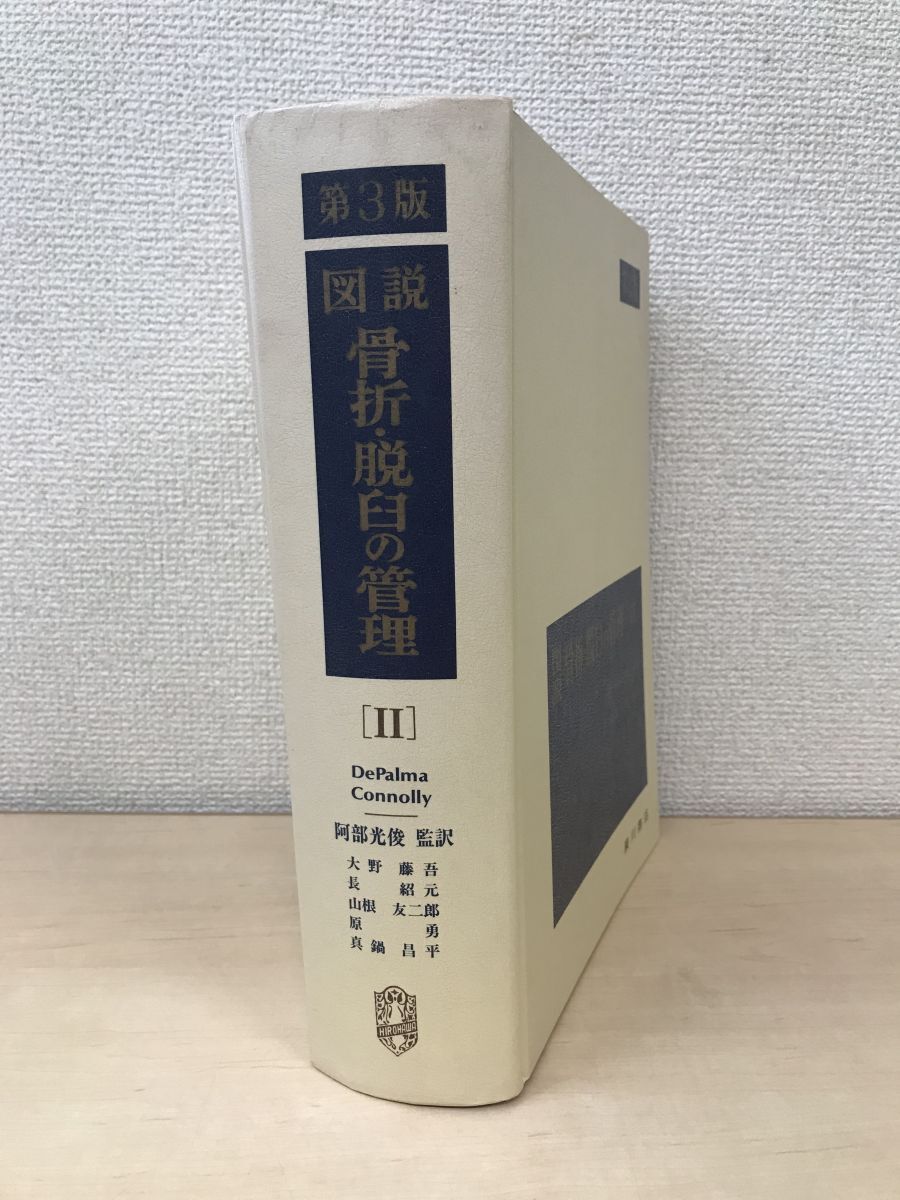 第3版
図説
骨折・脱臼の管理
[II]
DePalma
Connolly
阿部光俊 監訳
大野 藤吾
長 紹元
山根 友二郎
原 勇
真鍋 昌平
HIROKAWA